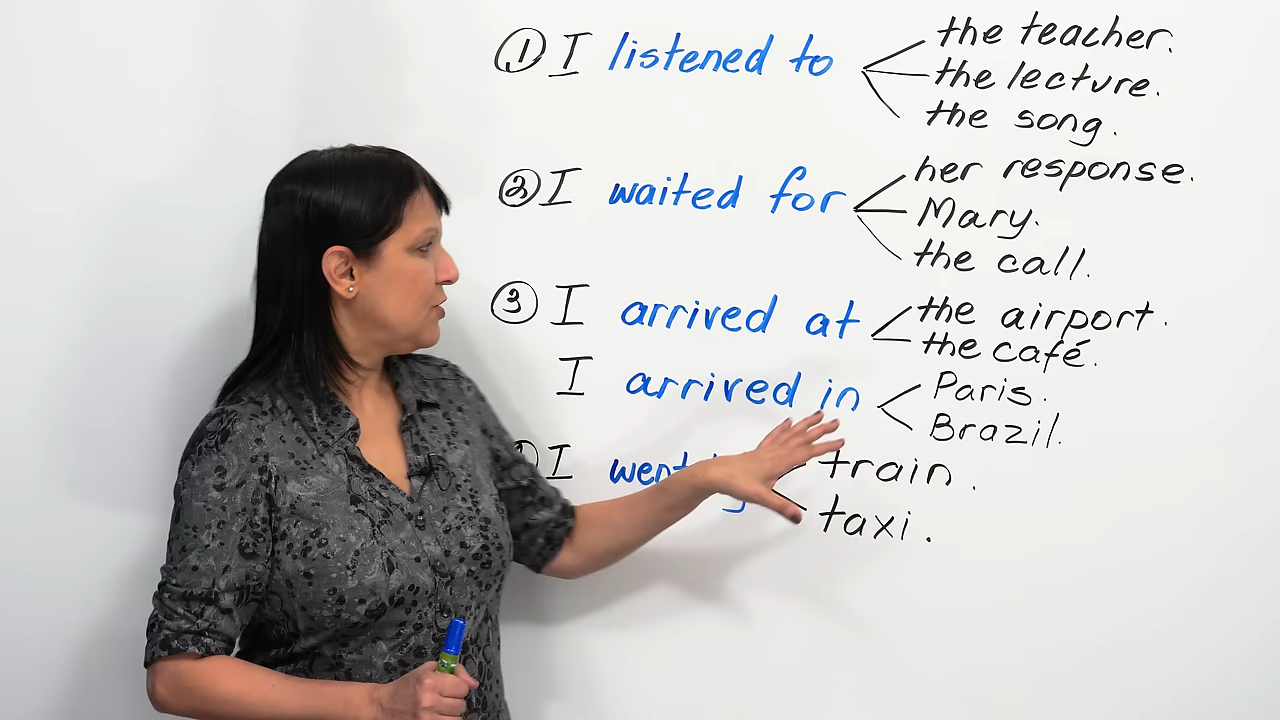 ① I listened to the teacher.
the lecture.
the song.
② I waited for her response.
Mary.
the call.
③ I arrived at the airport.
the café.
I arrived in Paris.
Brazil.
I went train.
taxi.